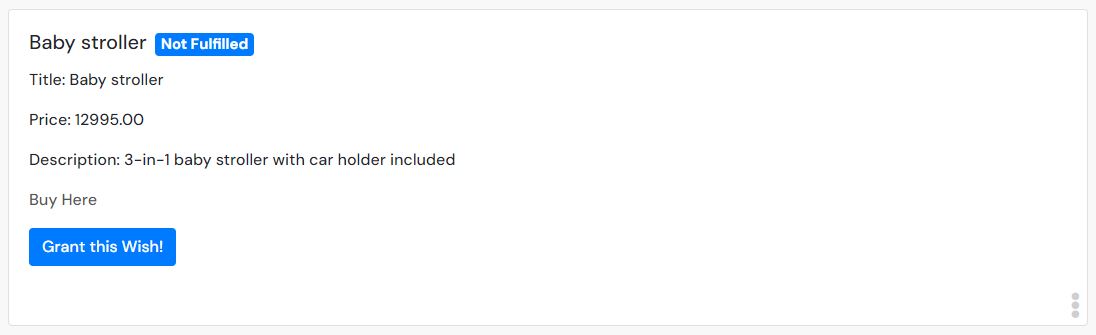 Baby stroller Not Fulfilled
Title: Baby stroller
Price: 12995.00
Description: 3-in-1 baby stroller with car holder included
Buy Here
Grant this Wish!